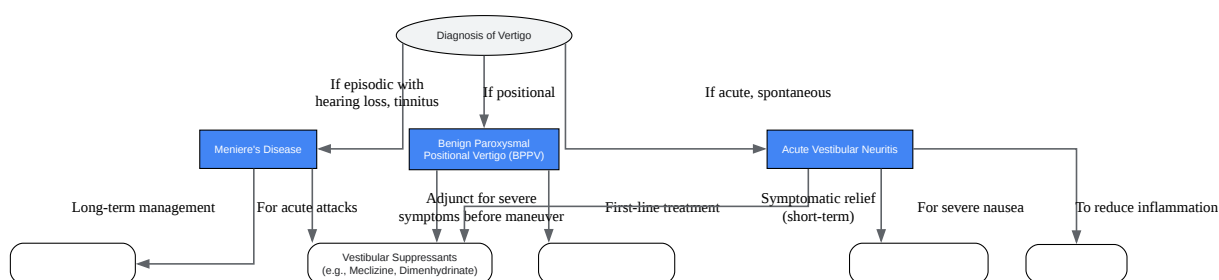 Diagnosis of Vertigo
If episodic with
hearing loss, tinnitus
If positional
If acute, spontaneous
Meniere's Disease
Benign Paroxysmal
Positional Vertigo (BPPV)
Acute Vestibular Neuritis
Long-term management
For acute attacks
Adjunct for severe
symptoms before maneuver
First-line treatment
Symptomatic relief
(short-term)
For severe nausea
To reduce inflammation
Vestibular Suppressants
(e.g., Meclizine, Dimenhydrinate)